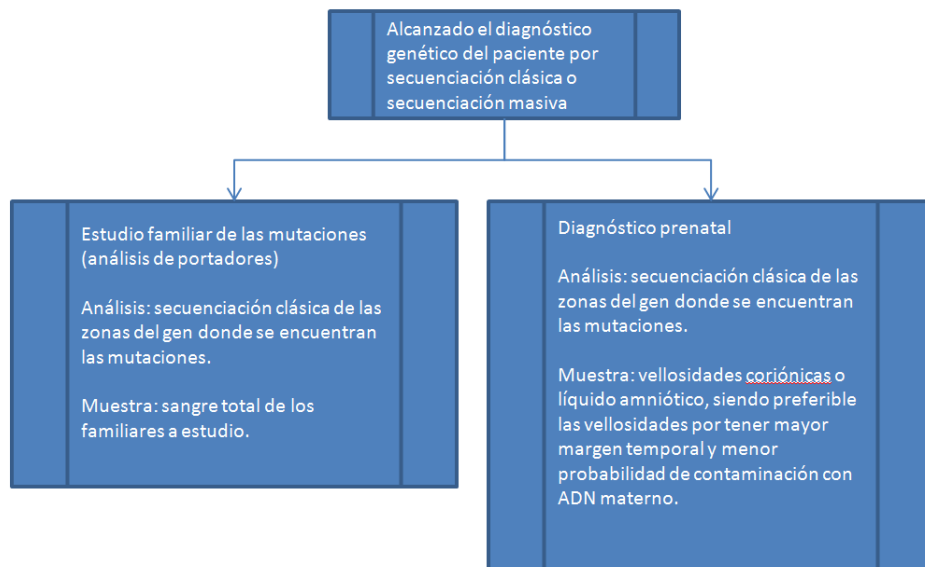 Alcanzado el diagnóstico
genético del paciente por
secuenciación clásica o
secuenciación masiva
Estudio familiar de las mutaciones
(análisis de portadores)
Análisis: secuenciación clásica de las
zonas del gen donde se encuentran
las mutaciones.
Muestra: sangre total de los
familiares a estudio.
Diagnóstico prenatal
Análisis: secuenciación clásica de las
zonas del gen donde se encuentran
las mutaciones.
Muestra: vellosidades coriónicas o
líquido amniótico, siendo preferible
las vellosidades por tener mayor
margen temporal y menor
probabilidad de contaminación con
ADN materno.